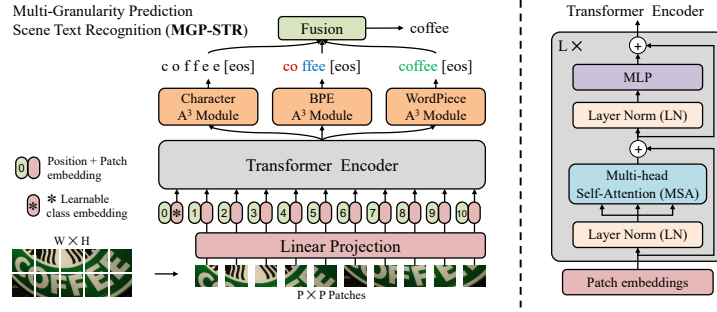 Multi-Granularity Prediction
Scene Text Recognition (MGP-STR)
Fusion
coffee
c o f f e e [eos]
co ffee [eos]
coffee [eos]
Character
A³ Module
BPE
A³ Module
WordPiece
A³ Module
Transformer Encoder
0 Position + Patch
embedding
* * Learnable
class embedding
0 * 1 2 3 4 5 6 7 8 9 10
Linear Projection
W × H
COFFEE
P × P Patches
Transformer Encoder
L ×
+
MLP
Layer Norm (LN)
+
Multi-head
Self-Attention (MSA)
Layer Norm (LN)
Patch embeddings